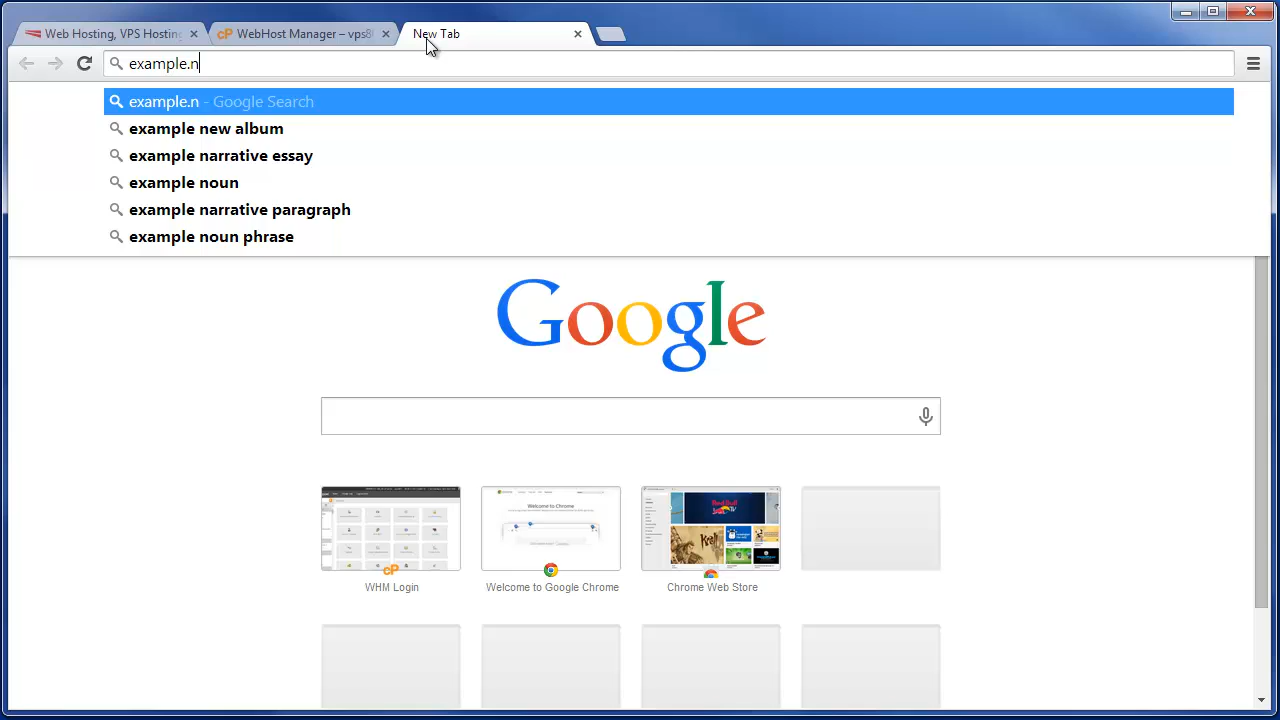 Web Hosting, VPS Hosting
WebHost Manager – vps8
New Tab
example.n
example.n - Google Search
example new album
example narrative essay
example noun
example narrative paragraph
example noun phrase
Google
WHM Login
Welcome to Google Chrome
Chrome Web Store